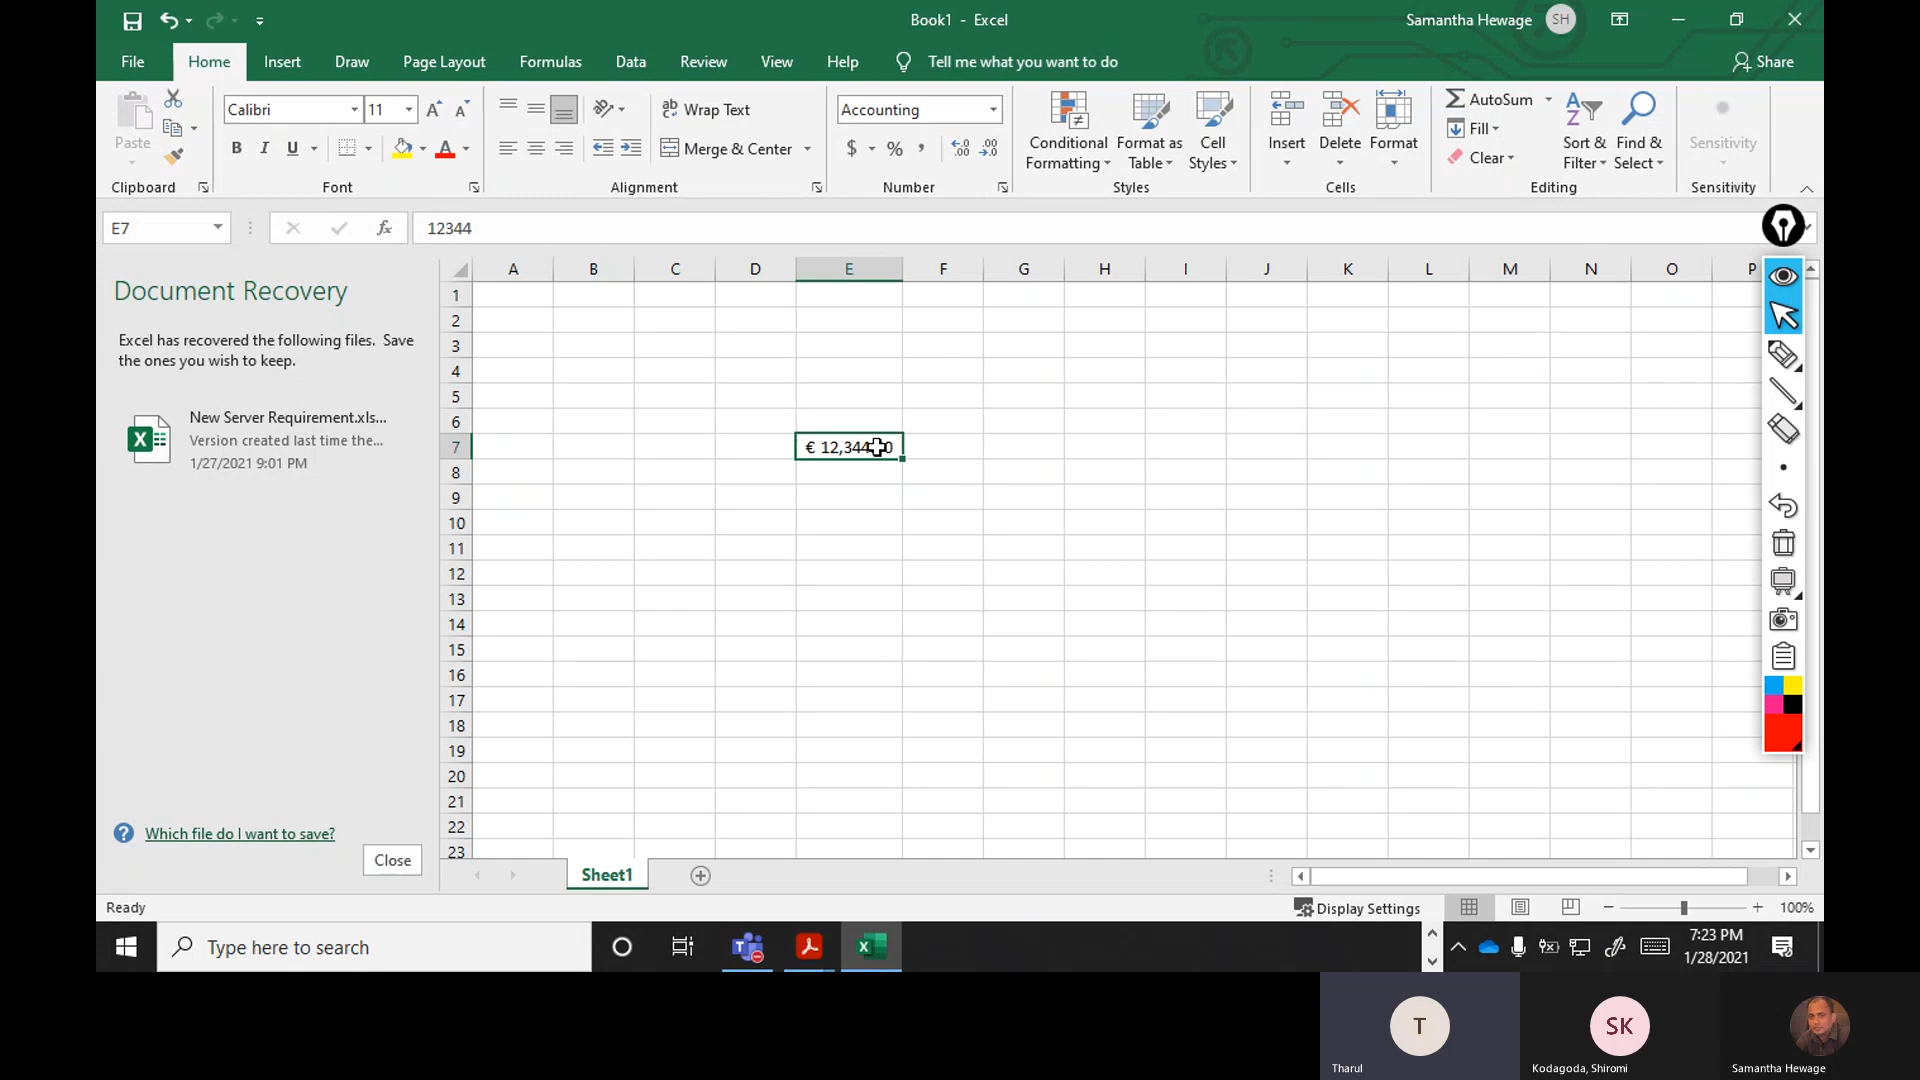 Book1 - Excel
Samantha Hewage SH
File Home Insert Draw Page Layout Formulas Data Review View Help Tell me what you want to do Share
Paste
Clipboard
Calibri 11 A A
B I U A
Font
ab Wrap Text
Merge & Center
Alignment
Accounting
$ % ,
Number
Conditional Formatting
Format as Table
Cell Styles
Styles
Insert Delete Format
Cells
AutoSum
Fill
Clear
Sort & Filter
Find & Select
Editing
Sensitivity
Sensitivity
E7 fx 12344
Document Recovery
Excel has recovered the following files. Save
the ones you wish to keep.
New Server Requirement.xls...
Version created last time the...
1/27/2021 9:01 PM
Which file do I want to save?
Close
A B C D E F G H I J K L M N O P
1
2
3
4
5
6
7 € 12,344
8
9
10
11
12
13
14
15
16
17
18
19
20
21
22
23
Sheet1
Ready
Display Settings
100%
Type here to search
7:23 PM
1/28/2021
T
Tharul
SK
Kodagoda, Shiromi
Samantha Hewage